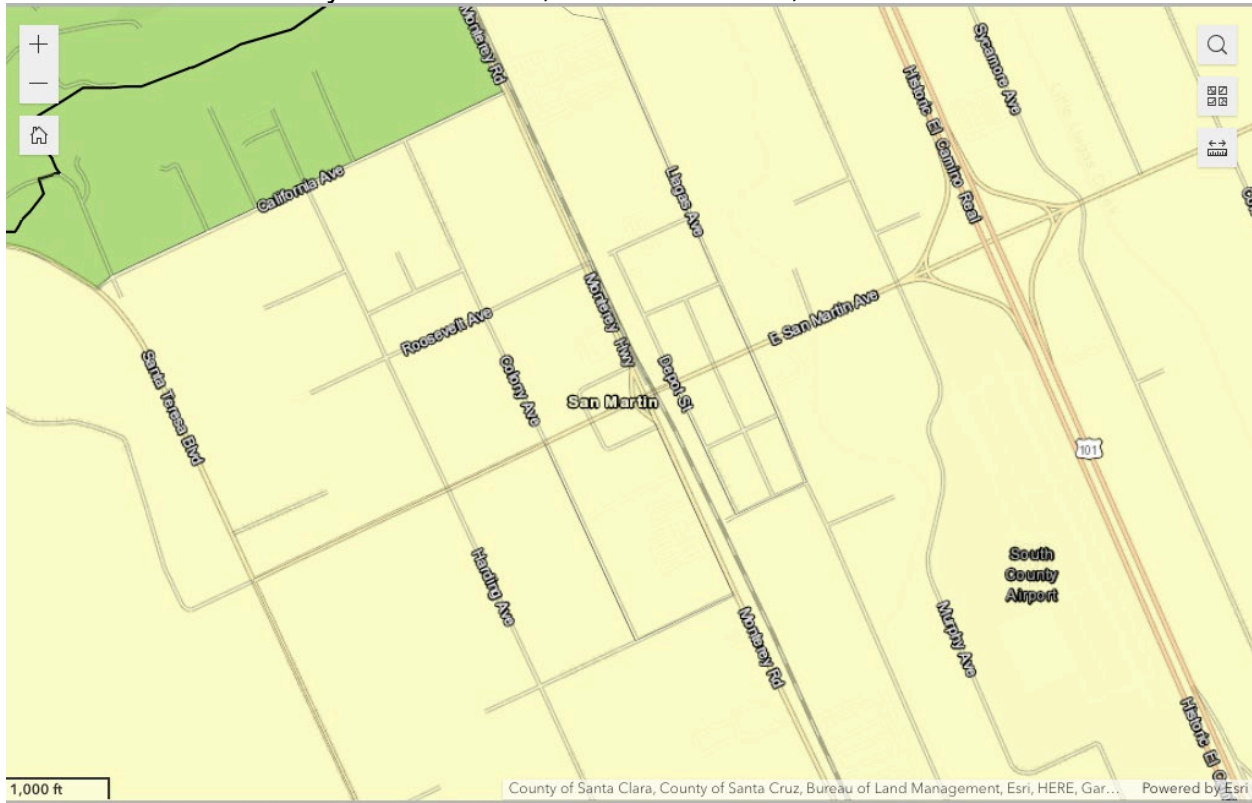 Monterey Rd
Sycamore Ave
Historic El Camino Real
California Ave
Llagas Ave
Roosevelt Ave
Monterey Hwy
E San Martin Ave
Santa Teresa Blvd
Colony Ave
San Martin
Depot St
101
Harding Ave
South
County
Airport
Murphy Ave
Monterey Rd
Historic El
1,000 ft
County of Santa Clara, County of Santa Cruz, Bureau of Land Management, Esri, HERE, Gar...
Powered by Esri